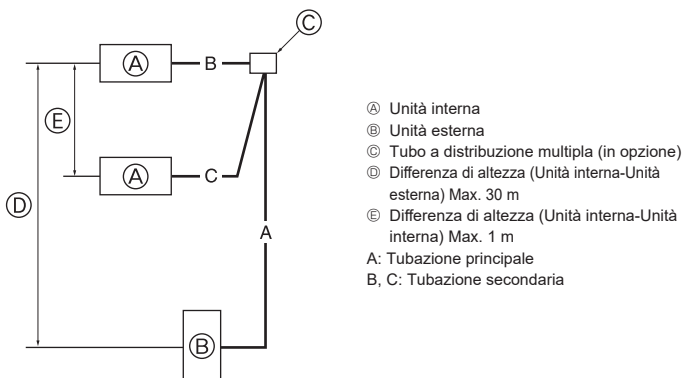 Ⓒ
Ⓐ B
Ⓔ
Ⓐ C
Ⓓ
A
Ⓑ
Ⓐ Unità interna
Ⓑ Unità esterna
Ⓒ Tubo a distribuzione multipla (in opzione)
Ⓓ Differenza di altezza (Unità interna-Unità
esterna) Max. 30 m
Ⓔ Differenza di altezza (Unità interna-Unità
interna) Max. 1 m
A: Tubazione principale
B, C: Tubazione secondaria